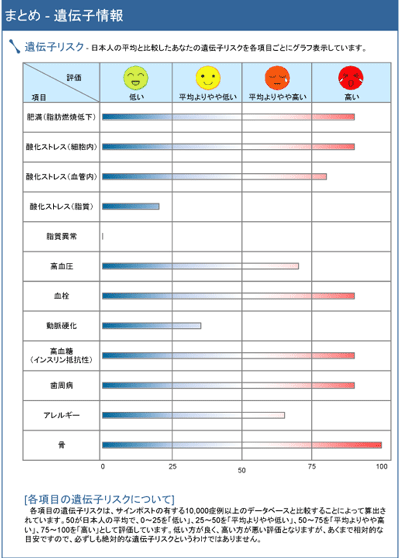 まとめ - 遺伝子情報
遺伝子リスク - 日本人の平均と比較したあなたの遺伝子リスクを各項目ごとにグラフ表示しています。
評価
項目
低い
平均よりやや低い
平均よりやや高い
高い
肥満（脂肪燃焼低下）
酸化ストレス（細胞内）
酸化ストレス（血管内）
酸化ストレス（脂質）
脂質異常
高血圧
血栓
動脈硬化
高血糖
（インスリン抵抗性）
歯周病
アレルギー
骨
0 25 50 75 100
[各項目の遺伝子リスクについて]
各項目の遺伝子リスクは、サインポストの有する10,000症例以上のデータベースと比較することによって算出
されています。50が日本人の平均で、0～25を「低い」、25～50を「平均よりやや低い」、50～75を「平均よりやや高
い」、75～100を「高い」として評価しています。低い方が良く、高い方が悪い評価となりますが、あくまで相対的な
目安ですので、必ずしも絶対的な遺伝子リスクというわけではありません。